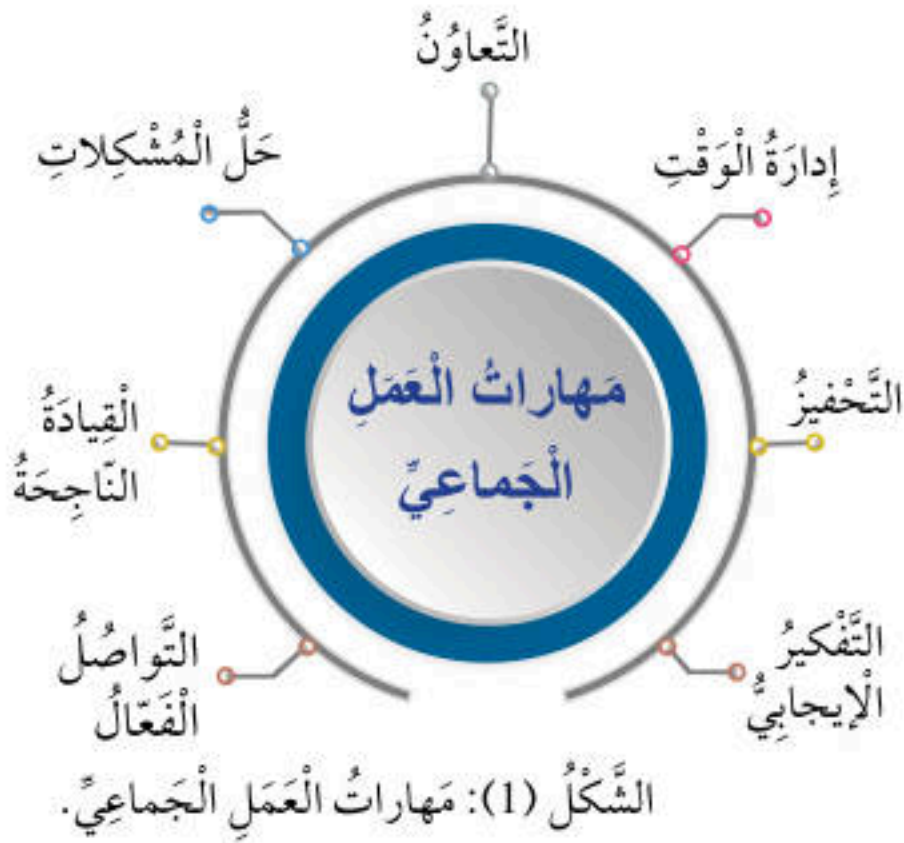 التَّعاوُنُ
إِدارَةُ الْوَقْتِ
حَلُّ الْمُشْكِلاتِ
التَّحْفيزُ
مَهاراتُ الْعَمَلِ
الْجَماعِيِّ
الْقِيادَةُ
النّاجِحَةُ
التَّفْكيرُ
الْإيجابِيُّ
التَّواصُلُ
الْفَعّالُ
الشَّكْلُ (1): مَهاراتُ الْعَمَلِ الْجَماعِيِّ.